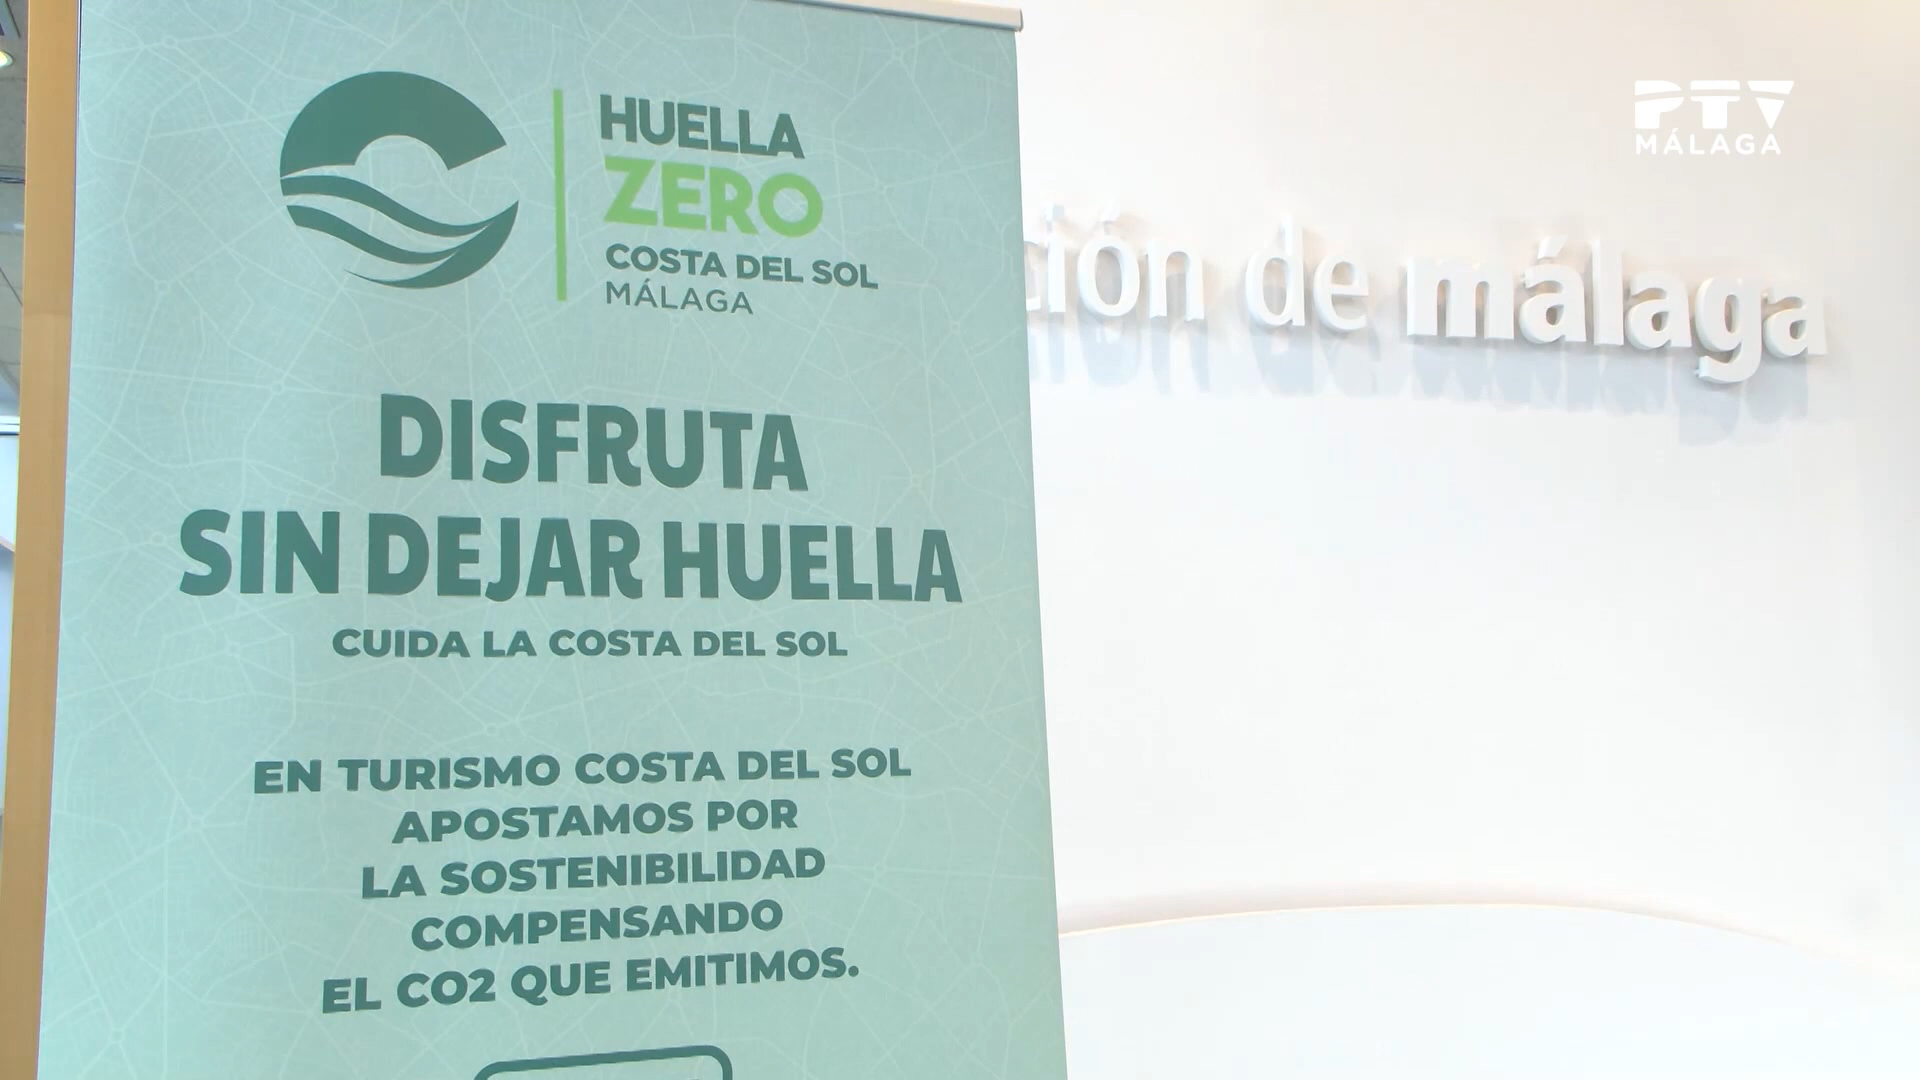 HUELLA
ZERO
COSTA DEL SOL
MÁLAGA
DISFRUTA
SIN DEJAR HUELLA
CUIDA LA COSTA DEL SOL
EN TURISMO COSTA DEL SOL
APOSTAMOS POR
LA SOSTENIBILIDAD
COMPENSANDO
EL CO2 QUE EMITIMOS.
PTV
MÁLAGA
ción de málaga